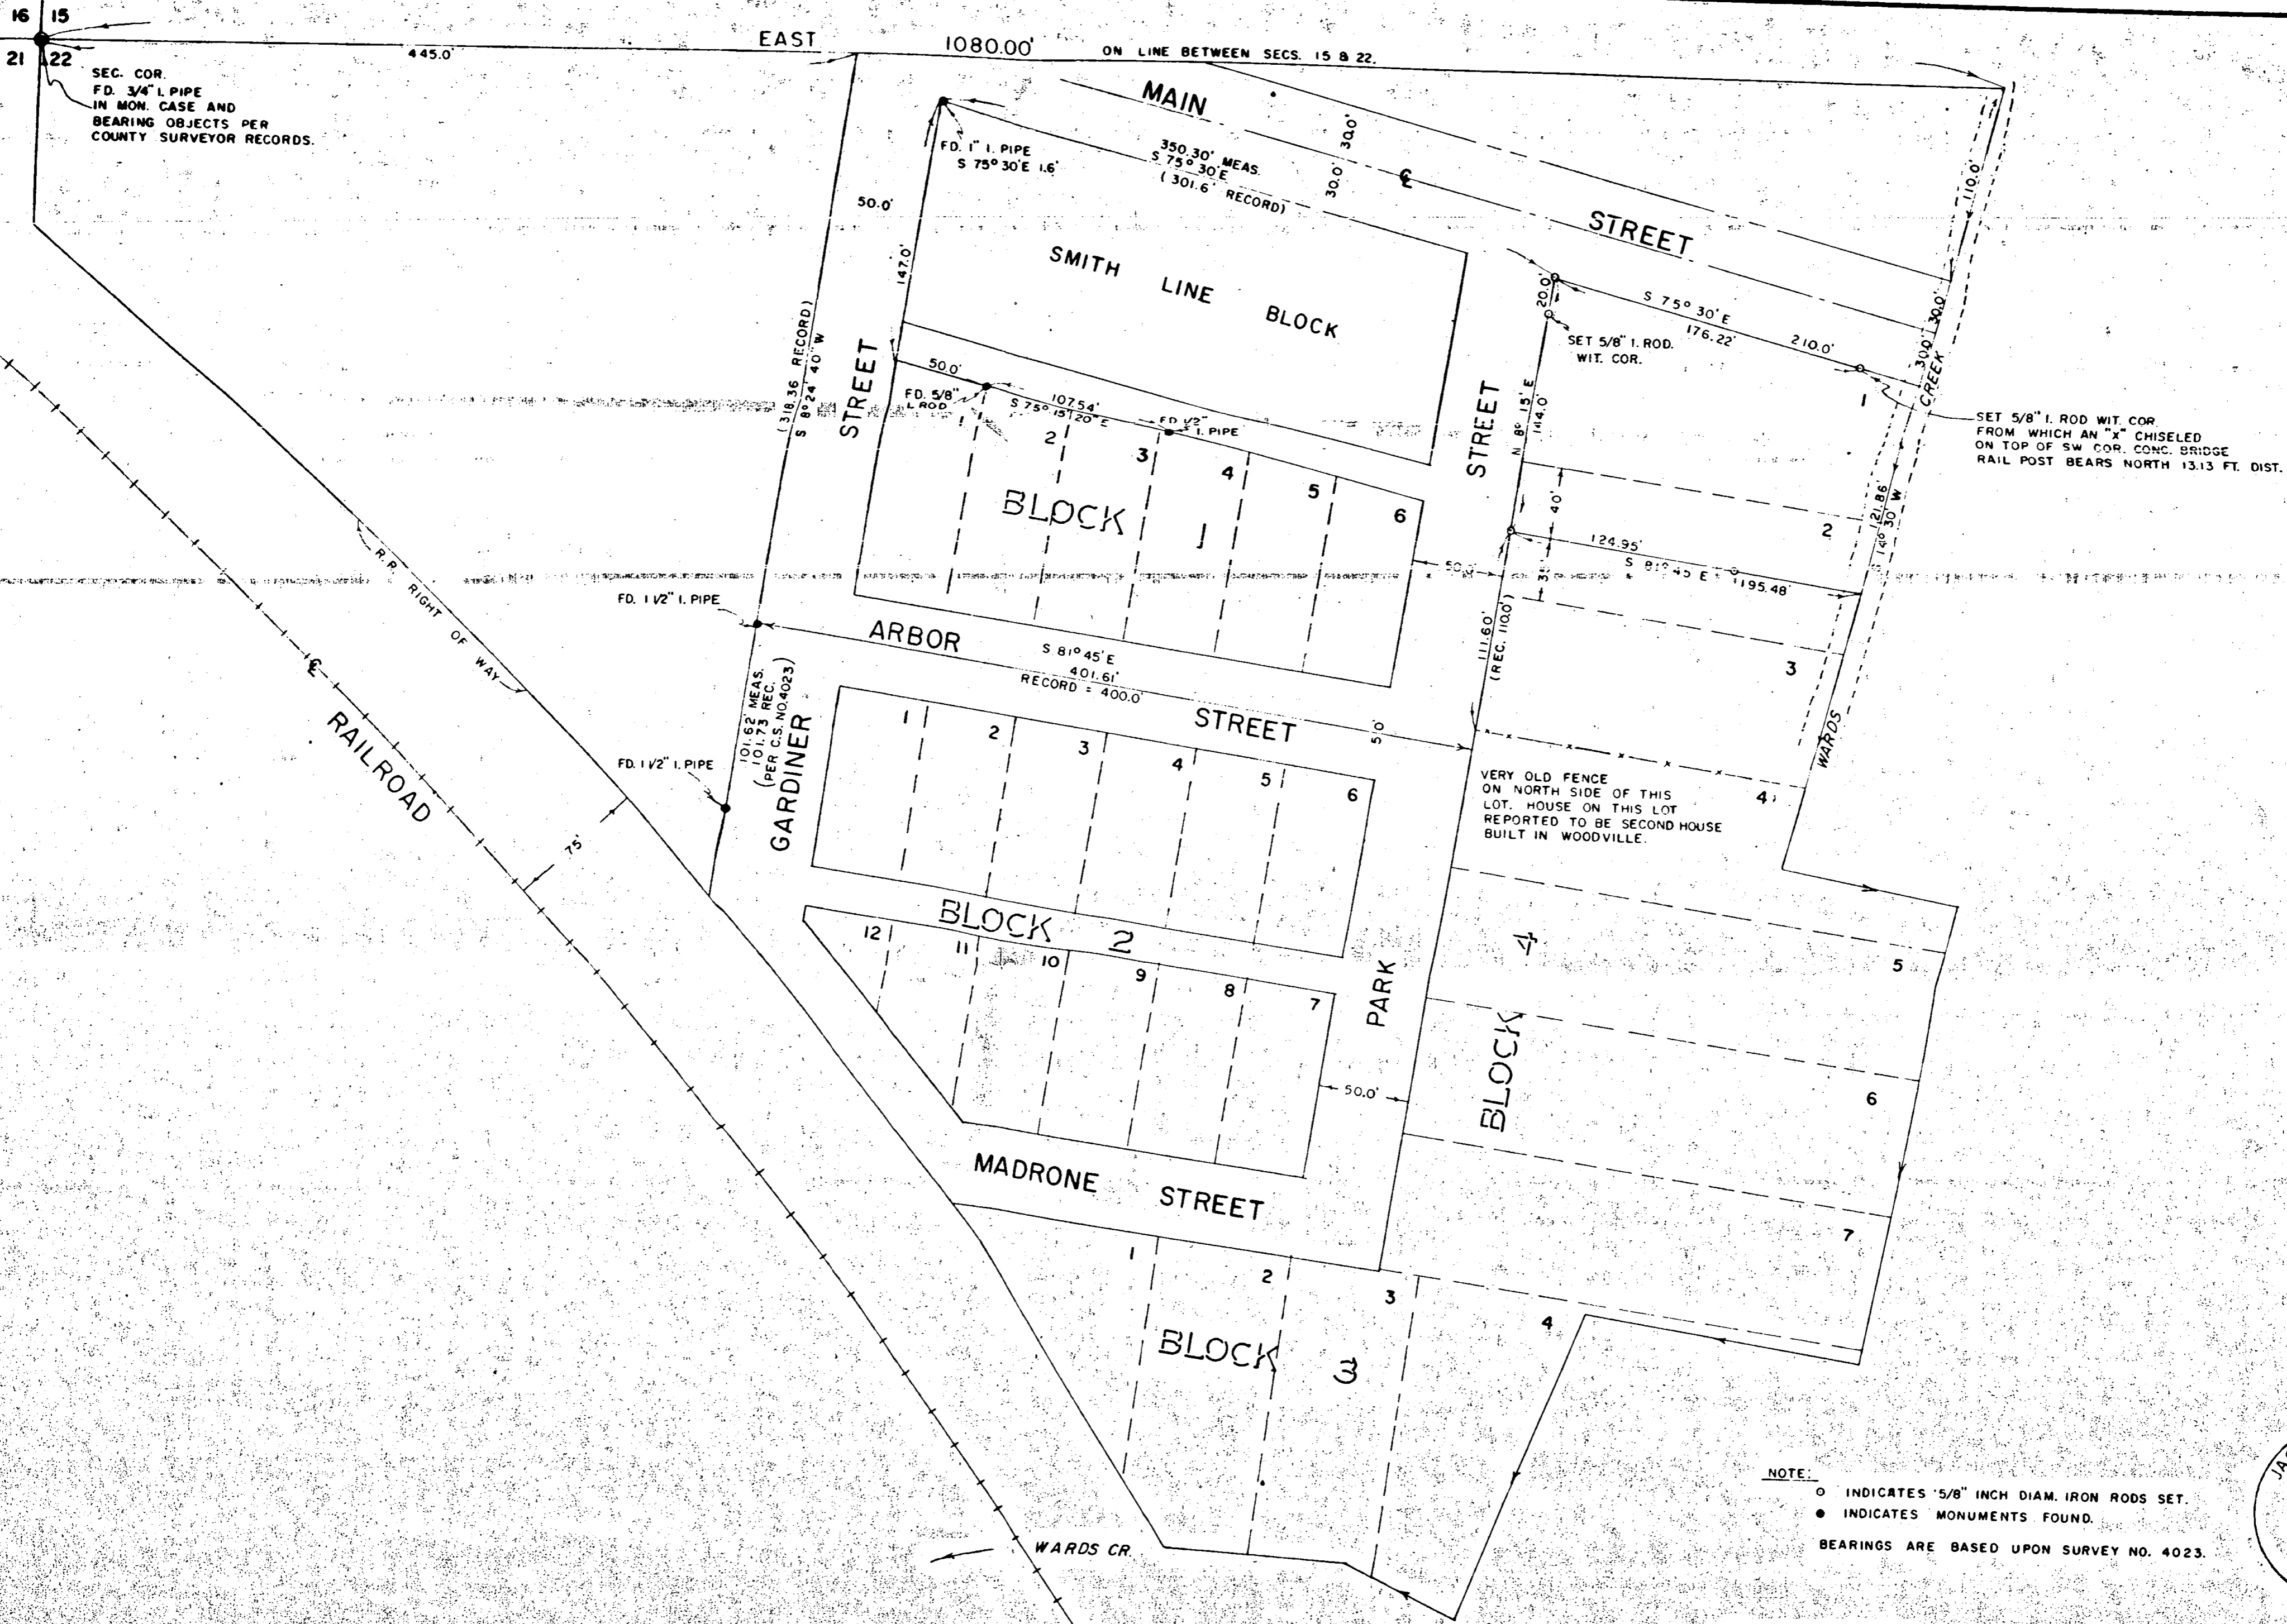 16 15
21 22
445.0'
EAST 1080.00' ON LINE BETWEEN SECS. 15 & 22.
SEC. COR.
FD. 3/4" I. PIPE
IN MON. CASE AND
BEARING OBJECTS PER
COUNTY SURVEYOR RECORDS.
MAIN
STREET
30.0'
30.0'
FD. 1" I. PIPE
S 75° 30' E 1.6'
350.30' MEAS.
S 75° 30' E
( 301.6' RECORD)
110.0'
50.0'
147.0'
SMITH LINE BLOCK
20.0'
S 75° 30' E
176.22'
210.0'
30.0'
30.0'
CREEK
SET 5/8" I. ROD.
WIT. COR.
SET 5/8" I. ROD WIT. COR.
FROM WHICH AN "X" CHISELED
ON TOP OF SW COR. CONC. BRIDGE
RAIL POST BEARS NORTH 13.13 FT. DIST.
(318.36 RECORD)
S 8° 24' 40" W
STREET
50.0'
FD. 5/8"
I. ROD
107.54'
S 75° 15' 20" E
FD 1/2"
I. PIPE
STREET
N 8° 15' E
144.0'
1
2
3
4
5
6
BLOCK 1
1
2
40'
121.86'
30' W
124.95'
S 81° 45' E 195.48'
50.0'
FD. 1 1/2" I. PIPE
ARBOR
STREET
S 81° 45' E
401.61'
RECORD = 400.0'
111.60'
(REC. 110.0')
3
WARDS
R.R. RIGHT OF WAY
RAILROAD
75'
101.62' MEAS.
( 101.73 REC.
(PER C.S. NO. 4023)
GARDINER
FD. 1 1/2" I. PIPE
1
2
3
4
5
6
VERY OLD FENCE
ON NORTH SIDE OF THIS
LOT. HOUSE ON THIS LOT
REPORTED TO BE SECOND HOUSE
BUILT IN WOODVILLE.
4
BLOCK 2
12
11
10
9
8
7
PARK
50.0'
BLOCK 4
5
6
7
MADRONE STREET
1
2
3
4
BLOCK 3
WARDS CR.
NOTE:
○ INDICATES 5/8" INCH DIAM. IRON RODS SET.
● INDICATES MONUMENTS FOUND.
BEARINGS ARE BASED UPON SURVEY NO. 4023.